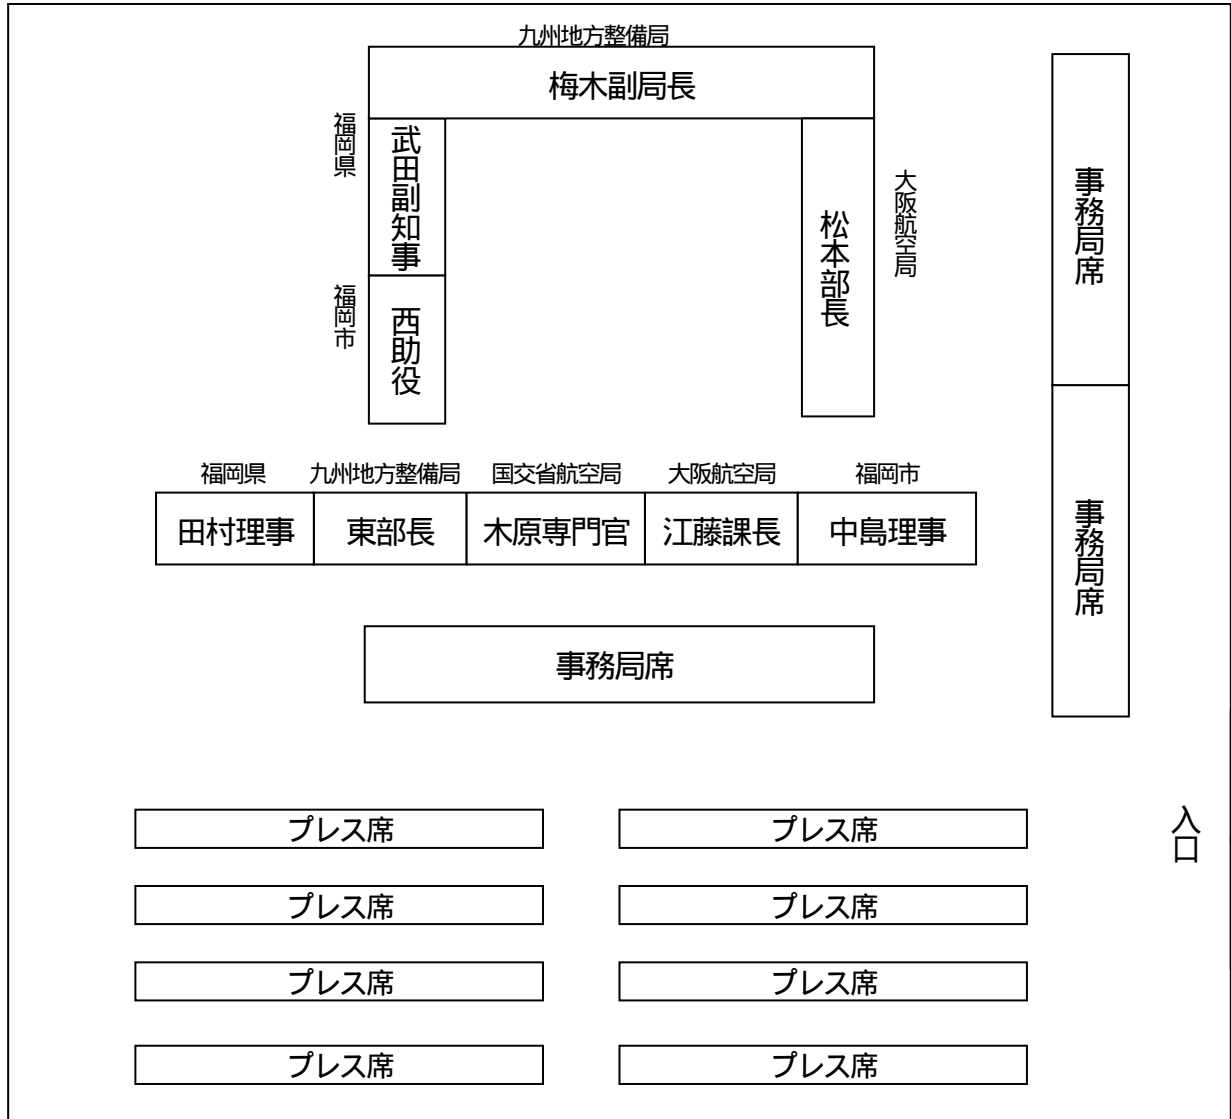 九州地方整備局
梅木副局長
福岡県
武田副知事
福岡市
西助役
松本部長
大阪航空局
事務局席
事務局席
福岡県
九州地方整備局
国交省航空局
大阪航空局
福岡市
田村理事
東部長
木原専門官
江藤課長
中島理事
事務局席
入口
プレス席
プレス席
プレス席
プレス席
プレス席
プレス席
プレス席
プレス席